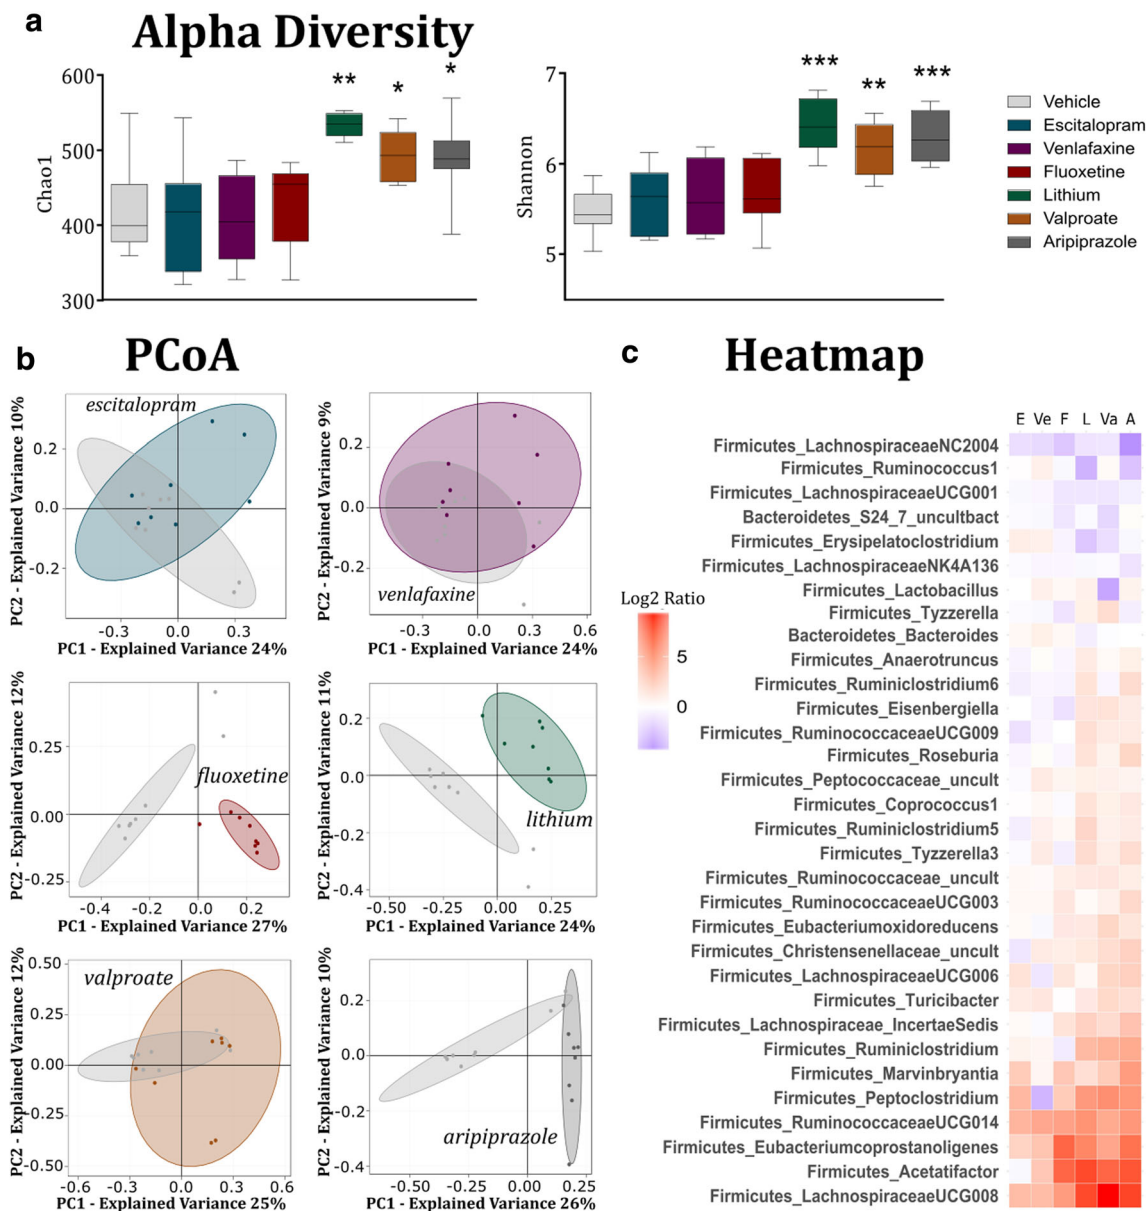 a
Alpha Diversity
600
500
400
300
Chao1
**
*
*
7
6
5
Shannon
***
**
***
Vehicle
Escitalopram
Venlafaxine
Fluoxetine
Lithium
Valproate
Aripiprazole
b
PCoA
PC2 - Explained Variance 10%
0.2
0.0
-0.2
escitalopram
-0.3
0.0
0.3
PC1 - Explained Variance 24%
PC2 - Explained Variance 9%
0.2
0.0
-0.2
venlafaxine
-0.3
0.0
0.3
0.6
PC1 - Explained Variance 24%
PC2 - Explained Variance 12%
0.25
0.00
-0.25
fluoxetine
-0.4
-0.2
0.0
0.2
PC1 - Explained Variance 27%
PC2 - Explained Variance 11%
0.2
0.0
-0.2
-0.4
lithium
-0.50
-0.25
0.00
0.25
PC1 - Explained Variance 24%
PC2 - Explained Variance 12%
0.50
0.25
0.00
-0.25
-0.50
valproate
-0.6
-0.3
0.0
0.3
0.6
PC1 - Explained Variance 25%
PC2 - Explained Variance 10%
0.2
0.0
-0.2
-0.4
aripiprazole
-0.50
-0.25
0.00
0.25
PC1 - Explained Variance 26%
c
Heatmap
E Ve F L Va A
Log2 Ratio
5
0
Firmicutes_LachnospiraceaeNC2004
Firmicutes_Ruminococcus1
Firmicutes_LachnospiraceaeUCG001
Bacteroidetes_S24_7_uncultbact
Firmicutes_Erysipelatoclostridium
Firmicutes_LachnospiraceaeNK4A136
Firmicutes_Lactobacillus
Firmicutes_Tyzzerella
Bacteroidetes_Bacteroides
Firmicutes_Anaerotruncus
Firmicutes_Ruminiclostridium6
Firmicutes_Eisenbergiella
Firmicutes_RuminococcaceaeUCG009
Firmicutes_Roseburia
Firmicutes_Peptococcaceae_uncult
Firmicutes_Coprococcus1
Firmicutes_Ruminiclostridium5
Firmicutes_Tyzzerella3
Firmicutes_Ruminococcaceae_uncult
Firmicutes_RuminococcaceaeUCG003
Firmicutes_Eubacteriumoxidoreducens
Firmicutes_Christensenellaceae_uncult
Firmicutes_LachnospiraceaeUCG006
Firmicutes_Turicibacter
Firmicutes_Lachnospiraceae_IncertaeSedis
Firmicutes_Ruminiclostridium
Firmicutes_Marvinbryantia
Firmicutes_Peptoclostridium
Firmicutes_RuminococcaceaeUCG014
Firmicutes_Eubacteriumcoprostanoligenes
Firmicutes_Acetatifactor
Firmicutes_LachnospiraceaeUCG008